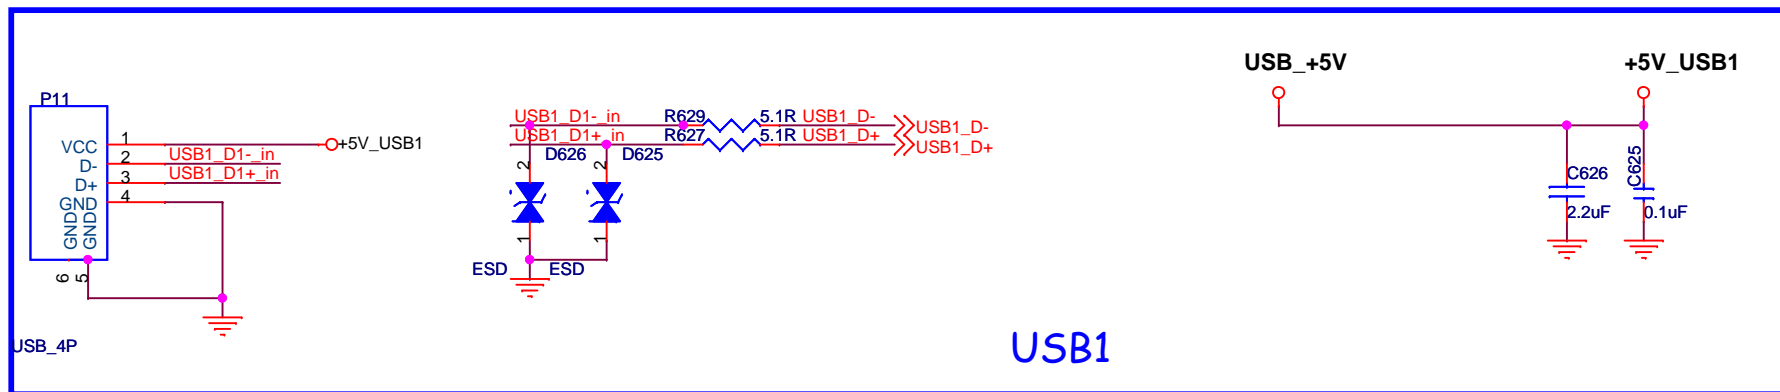 USB_+5V
+5V_USB1
P11
VCC
D-
D+
GND
GND
GND
1
2
3
4
6
5
USB1_D1-_in
USB1_D1+_in
+5V_USB1
USB_4P
USB1_D1-_in
R629
5.1R
USB1_D-
USB1_D-
USB1_D1+_in
R627
5.1R
USB1_D+
USB1_D+
D626
D625
2
2
1
1
ESD
ESD
C626
2.2uF
C625
0.1uF
USB1